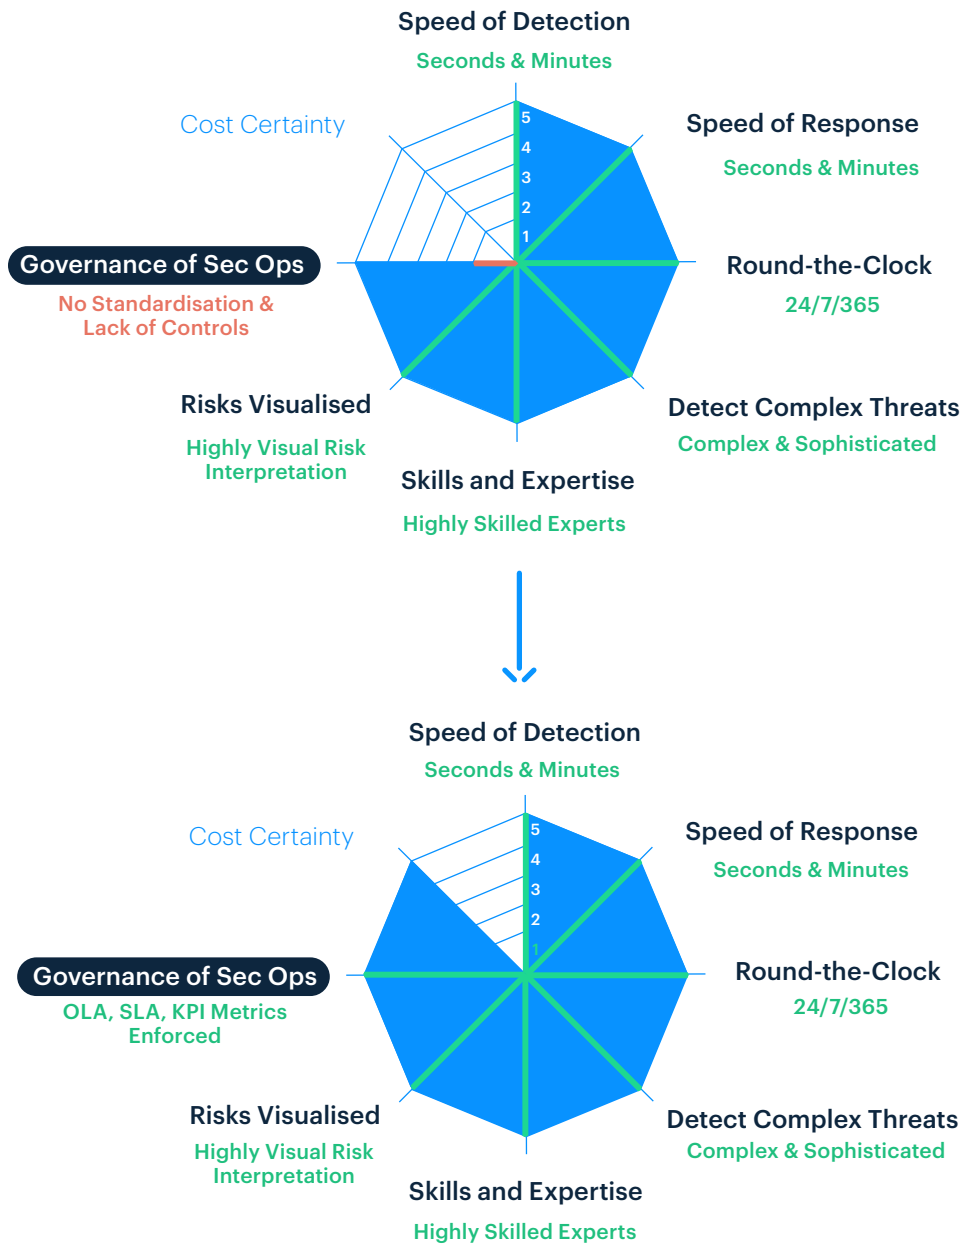 Speed of Detection
Seconds & Minutes
Cost Certainty
Speed of Response
Seconds & Minutes
5
4
3
2
1
Governance of Sec Ops
No Standardisation &
Lack of Controls
Round-the-Clock
24/7/365
Risks Visualised
Highly Visual Risk
Interpretation
Detect Complex Threats
Complex & Sophisticated
Skills and Expertise
Highly Skilled Experts
Speed of Detection
Seconds & Minutes
Cost Certainty
Speed of Response
Seconds & Minutes
5
4
3
2
1
Governance of Sec Ops
OLA, SLA, KPI Metrics
Enforced
Round-the-Clock
24/7/365
Risks Visualised
Highly Visual Risk
Interpretation
Detect Complex Threats
Complex & Sophisticated
Skills and Expertise
Highly Skilled Experts